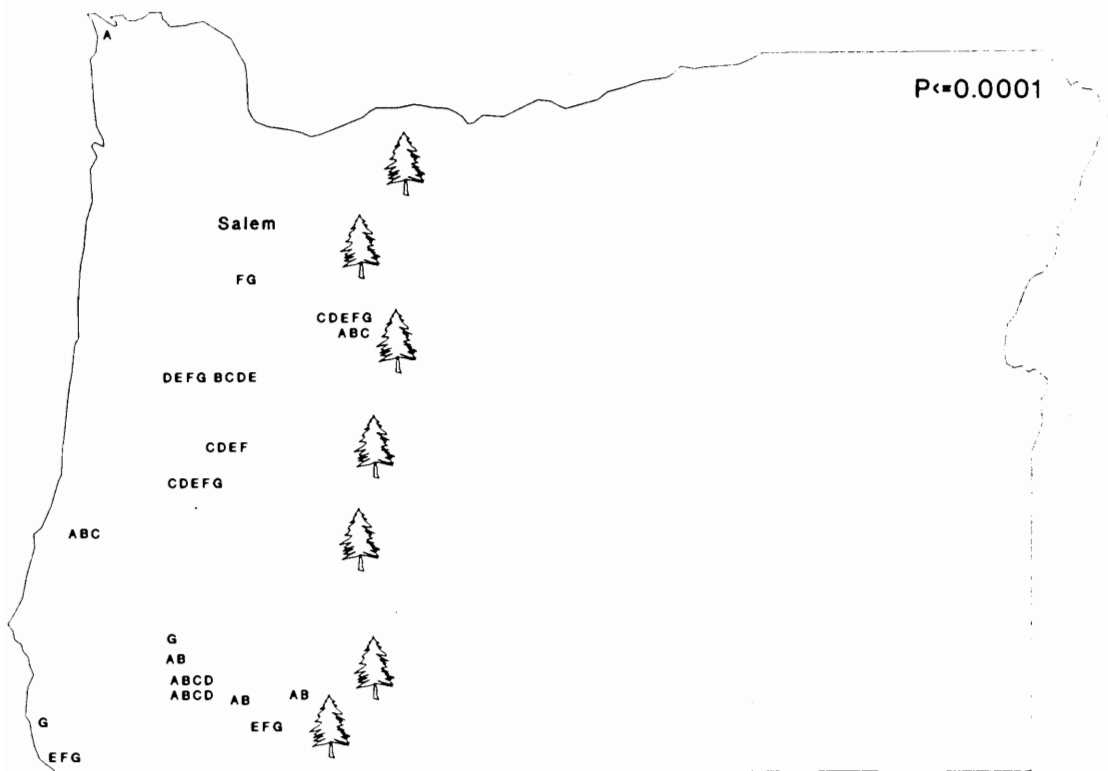 A
P<=0.0001
Salem
FG
CDEFG
ABC
DEFG BCDE
CDEF
CDEFG
ABC
G
AB
ABCD
ABCD AB AB
G EFG
EFG